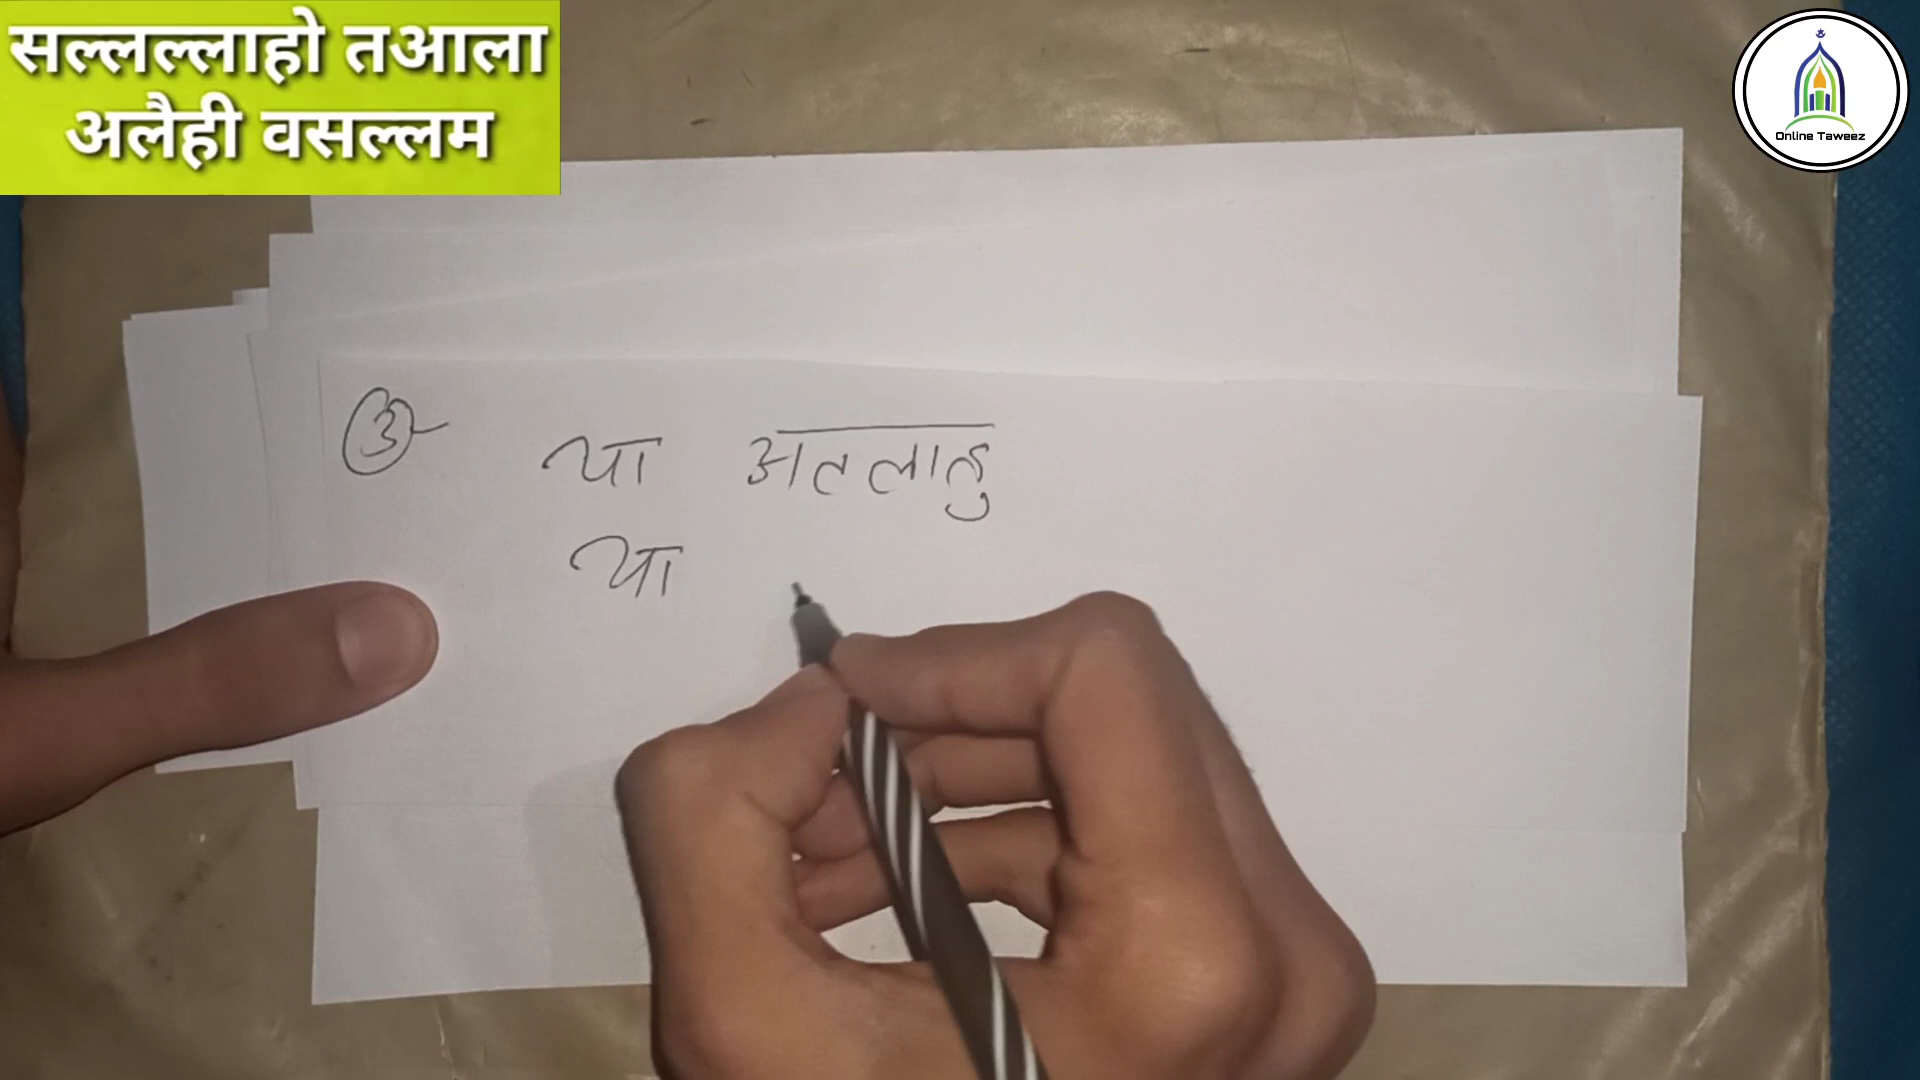 सल्लल्लाहो तआला
अलैही वसल्लम
Online Taweez
③ या अल्लाहु
या